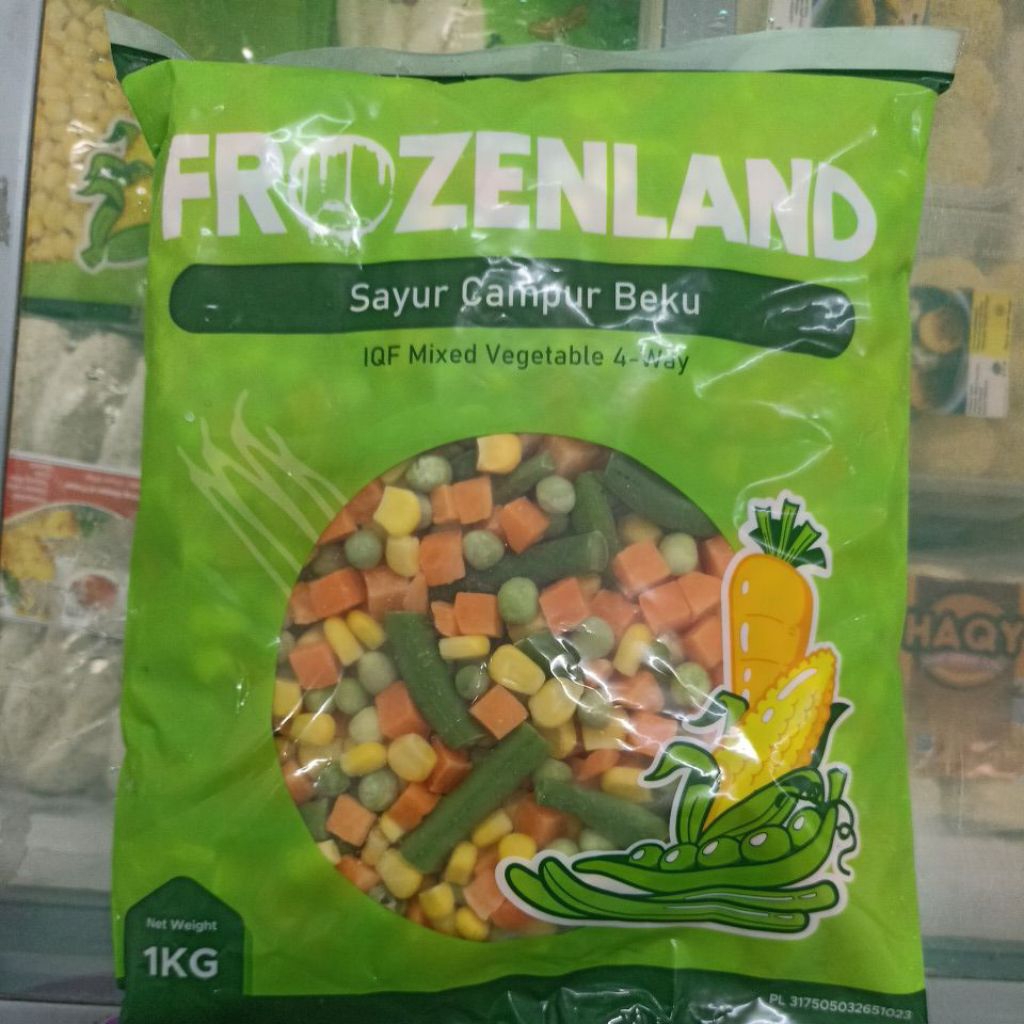 FROZENLAND
Sayur Campur Beku
IQF Mixed Vegetable 4-Way
HAQY
Net Weight
1KG
PL 317505032651023